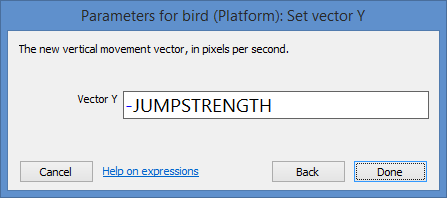 Parameters for bird (Platform): Set vector Y
The new vertical movement vector, in pixels per second.
Vector Y -JUMPSTRENGTH
Cancel Help on expressions Back Done